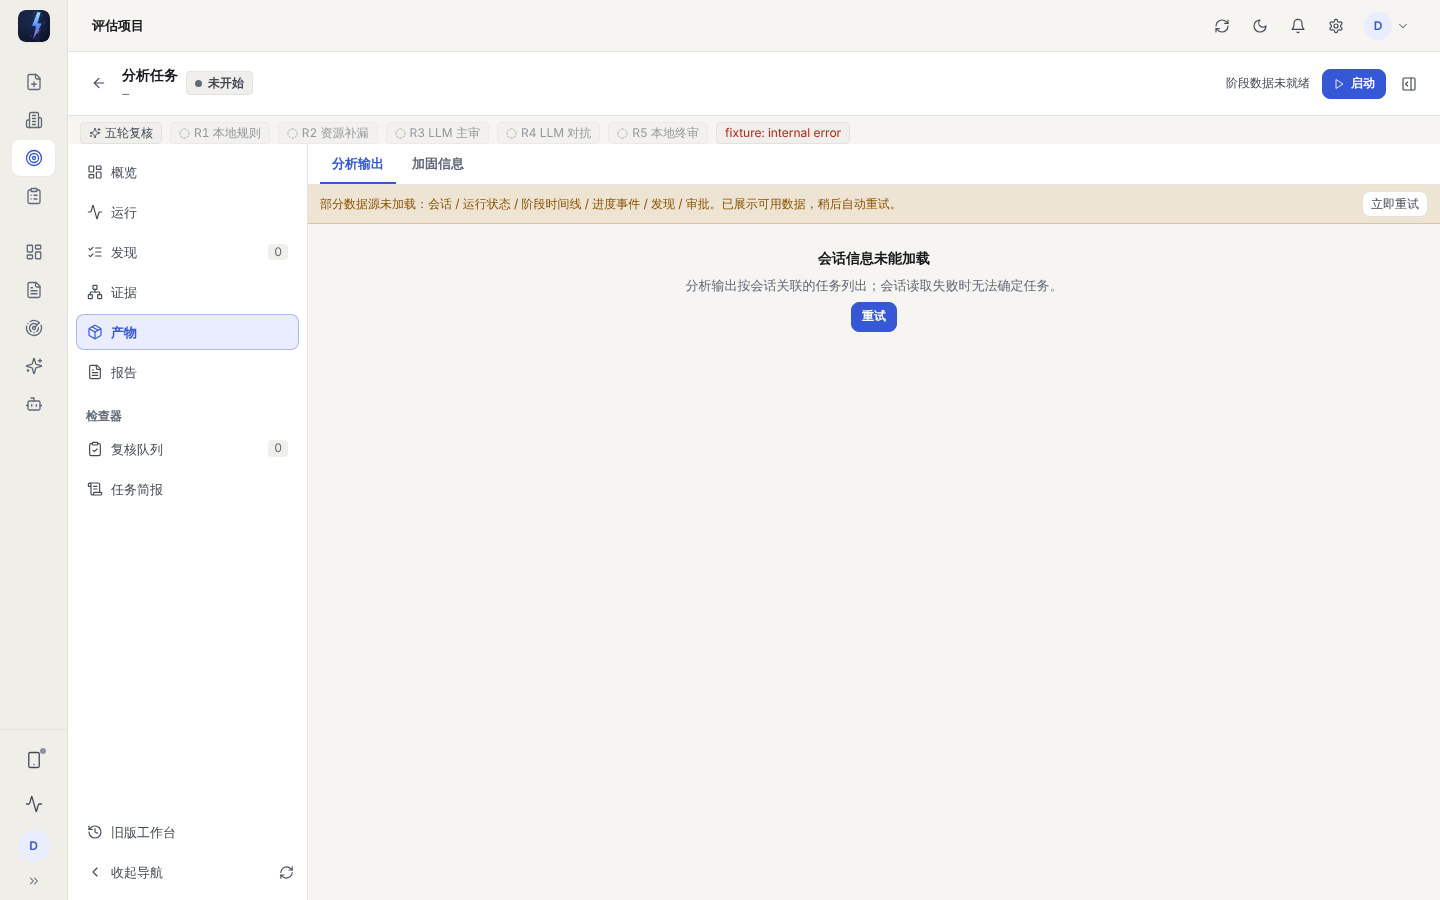 评估项目
D
分析任务
—
未开始
阶段数据未就绪
启动
五轮复核
R1 本地规则
R2 资源补漏
R3 LLM 主审
R4 LLM 对抗
R5 本地终审
fixture: internal error
概览
运行
发现
0
证据
产物
报告
检查器
复核队列
0
任务简报
旧版工作台
收起导航
分析输出
加固信息
部分数据源未加载：会话 / 运行状态 / 阶段时间线 / 进度事件 / 发现 / 审批。已展示可用数据，稍后自动重试。
立即重试
会话信息未能加载
分析输出按会话关联的任务列出；会话读取失败时无法确定任务。
重试
D